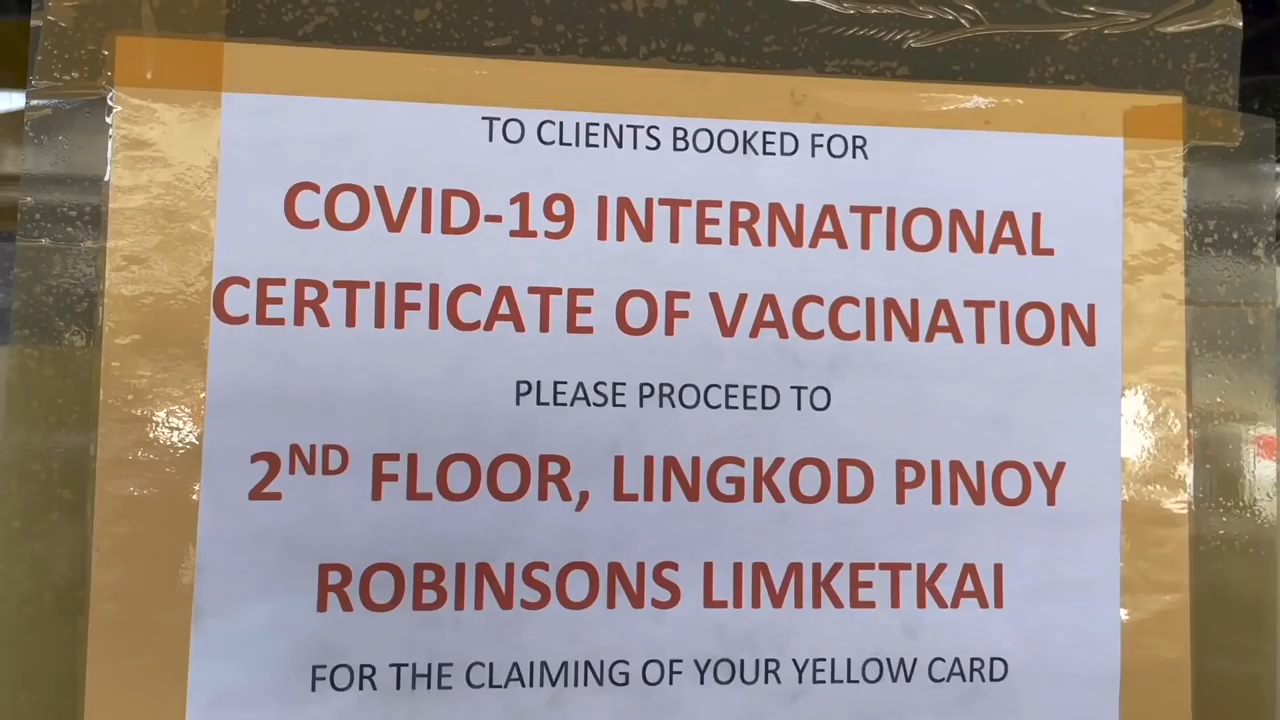 TO CLIENTS BOOKED FOR
COVID-19 INTERNATIONAL
CERTIFICATE OF VACCINATION
PLEASE PROCEED TO
2ND FLOOR, LINGKOD PINOY
ROBINSONS LIMKETKAI
FOR THE CLAIMING OF YOUR YELLOW CARD